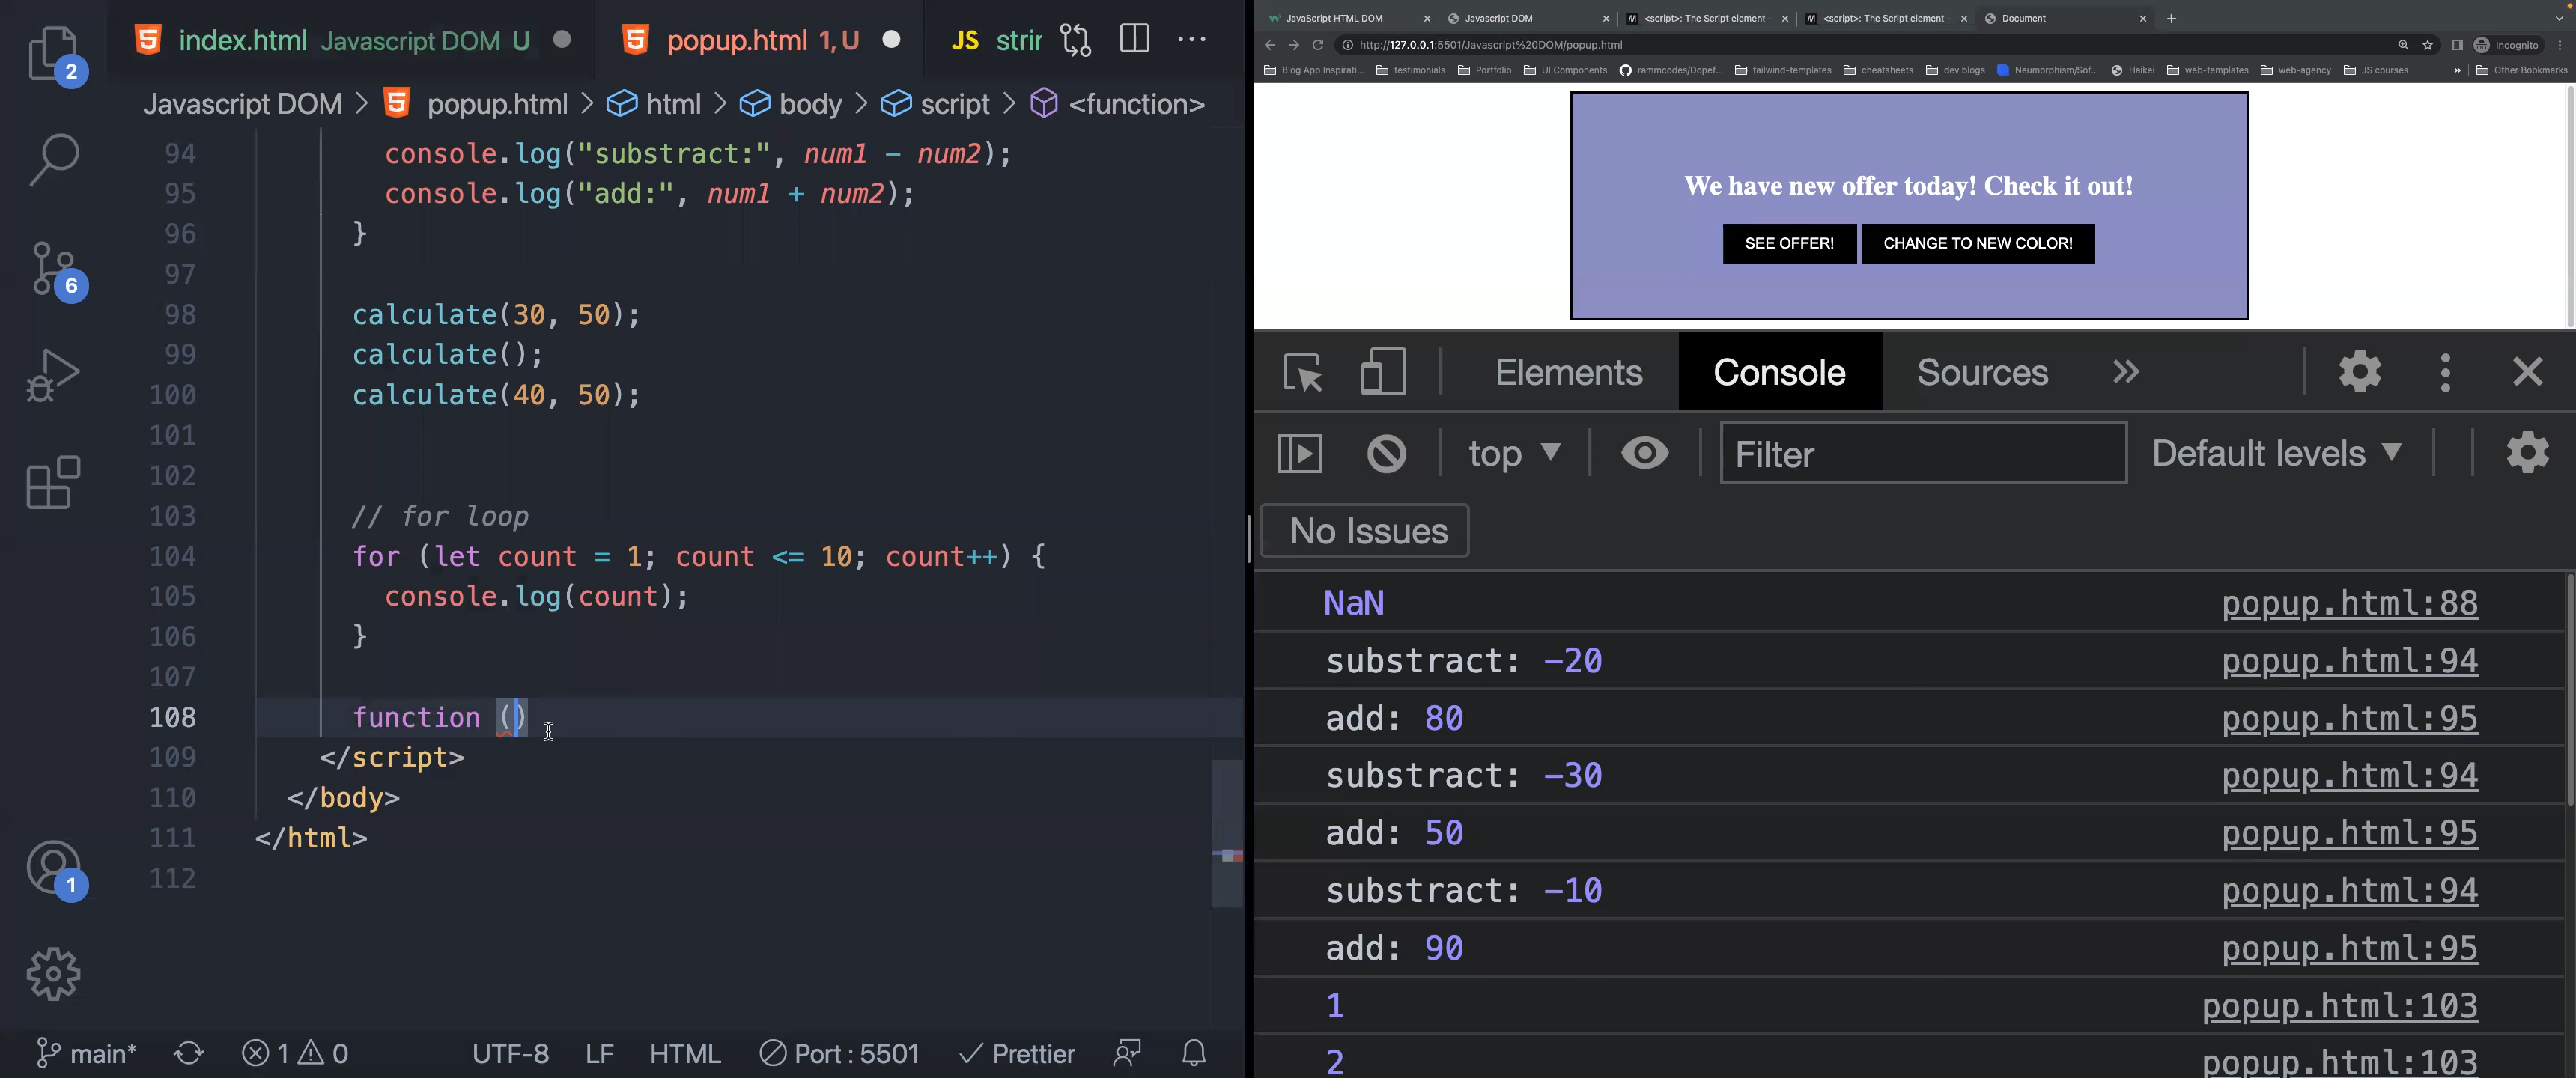 index.html Javascript DOM U
popup.html 1, U
JS strir
Javascript DOM > popup.html > html > body > script > <function>
94 console.log("substract:", num1 - num2);
95 console.log("add:", num1 + num2);
96 }
97
98 calculate(30, 50);
99 calculate();
100 calculate(40, 50);
101
102
103 // for loop
104 for (let count = 1; count <= 10; count++) {
105 console.log(count);
106 }
107
108 function ()
109 </script>
110 </body>
111 </html>
112
2
6
1
main*
1 0
UTF-8 LF HTML Port : 5501 Prettier
JavaScript HTML DOM
Javascript DOM
<script>: The Script element -
<script>: The Script element -
Document
http://127.0.0.1:5501/Javascript%20DOM/popup.html
Incognito
Blog App Inspirati... testimonials Portfolio UI Components rammcodes/Dopef... tailwind-templates cheatsheets dev blogs Neumorphism/Sof... Haikei web-templates web-agency JS courses » Other Bookmarks
We have new offer today! Check it out!
SEE OFFER! CHANGE TO NEW COLOR!
Elements Console Sources »
top Filter Default levels
No Issues
NaN popup.html:88
substract: -20 popup.html:94
add: 80 popup.html:95
substract: -30 popup.html:94
add: 50 popup.html:95
substract: -10 popup.html:94
add: 90 popup.html:95
1 popup.html:103
2 popup.html:103